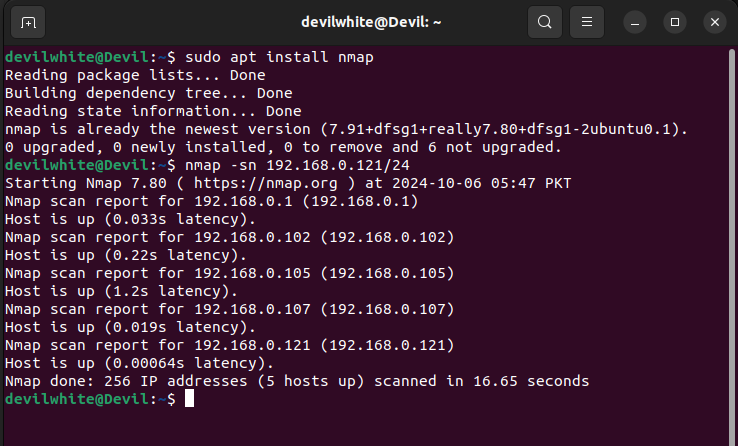 devilwhite@Devil: ~
devilwhite@Devil:~$ sudo apt install nmap
Reading package lists... Done
Building dependency tree... Done
Reading state information... Done
nmap is already the newest version (7.91+dfsg1+really7.80+dfsg1-2ubuntu0.1).
0 upgraded, 0 newly installed, 0 to remove and 6 not upgraded.
devilwhite@Devil:~$ nmap -sn 192.168.0.121/24
Starting Nmap 7.80 ( https://nmap.org ) at 2024-10-06 05:47 PKT
Nmap scan report for 192.168.0.1 (192.168.0.1)
Host is up (0.033s latency).
Nmap scan report for 192.168.0.102 (192.168.0.102)
Host is up (0.22s latency).
Nmap scan report for 192.168.0.105 (192.168.0.105)
Host is up (1.2s latency).
Nmap scan report for 192.168.0.107 (192.168.0.107)
Host is up (0.019s latency).
Nmap scan report for 192.168.0.121 (192.168.0.121)
Host is up (0.00064s latency).
Nmap done: 256 IP addresses (5 hosts up) scanned in 16.65 seconds
devilwhite@Devil:~$